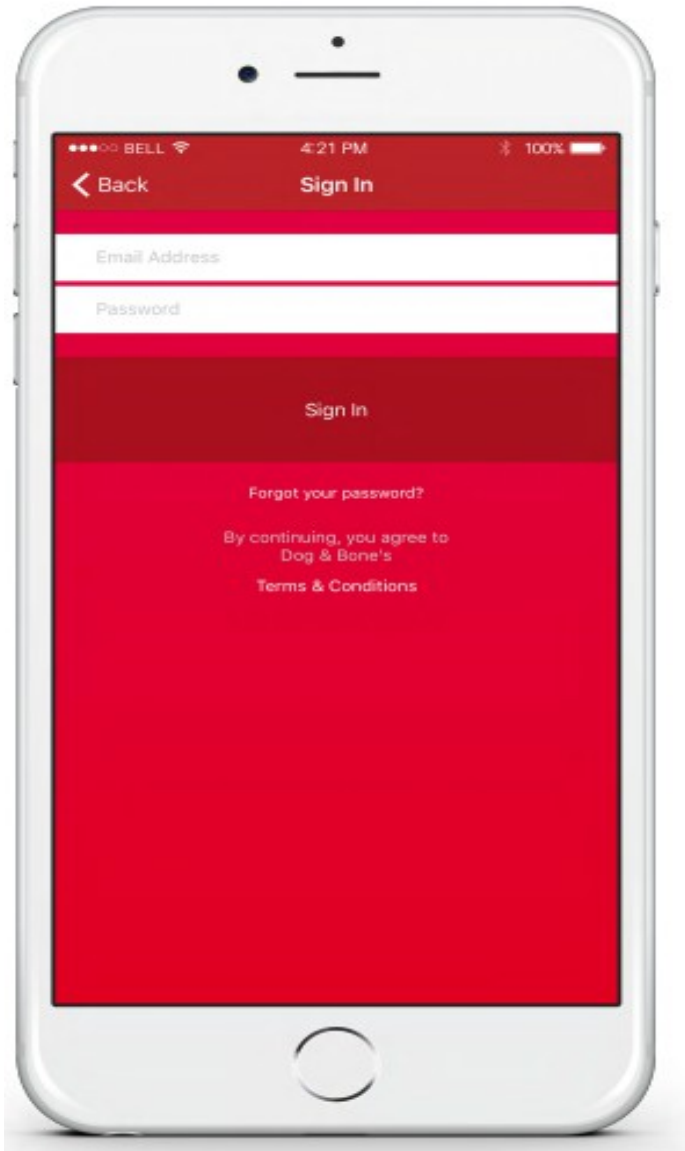 BELL 4:21 PM 100%
Back Sign In
Email Address
Password
Sign In
Forgot your password?
By continuing, you agree to
Dog & Bone's
Terms & Conditions